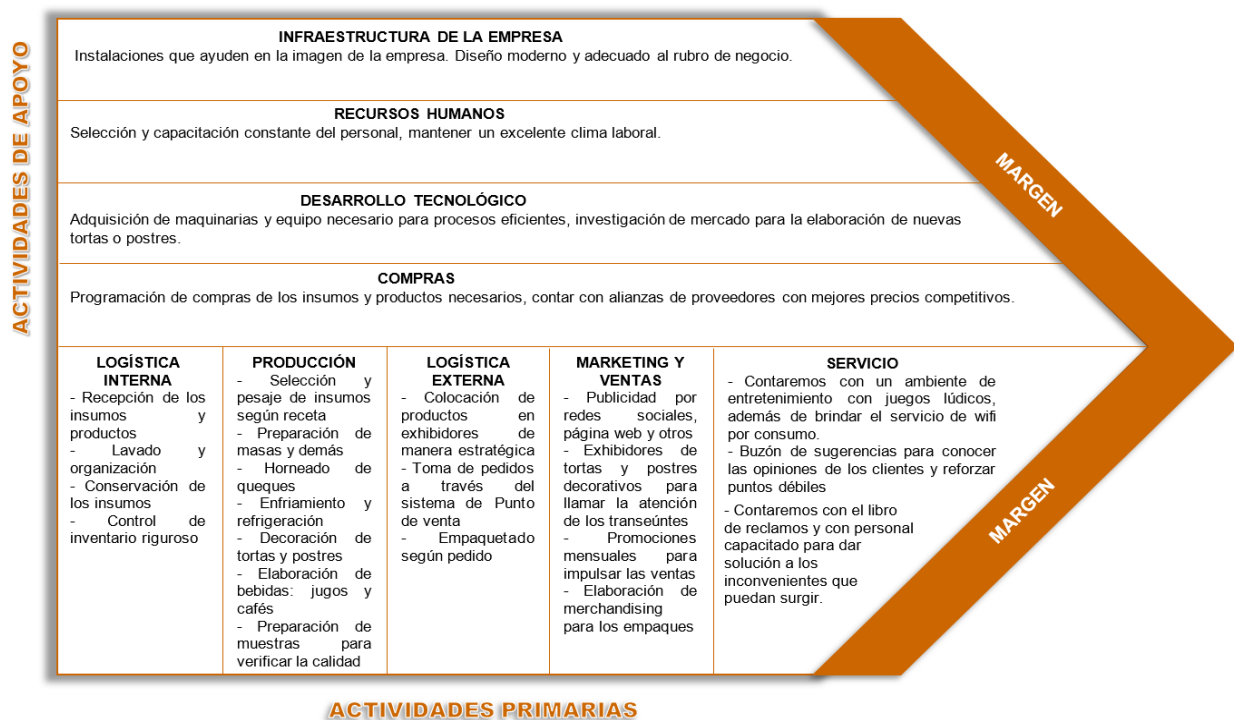 ACTIVIDADES DE APOYO
INFRAESTRUCTURA DE LA EMPRESA
Instalaciones que ayuden en la imagen de la empresa. Diseño moderno y adecuado al rubro de negocio.
RECURSOS HUMANOS
Selección y capacitación constante del personal, mantener un excelente clima laboral.
DESARROLLO TECNOLÓGICO
Adquisición de maquinarias y equipo necesario para procesos eficientes, investigación de mercado para la elaboración de nuevas
tortas o postres.
COMPRAS
Programación de compras de los insumos y productos necesarios, contar con alianzas de proveedores con mejores precios competitivos.
LOGÍSTICA
INTERNA
- Recepción de los
insumos y
productos
- Lavado y
organización
- Conservación de
los insumos
- Control de
inventario riguroso
PRODUCCIÓN
- Selección y
pesaje de insumos
según receta
- Preparación de
masas y demás
- Horneado de
queques
- Enfriamiento y
refrigeración
- Decoración de
tortas y postres
- Elaboración de
bebidas: jugos y
cafés
- Preparación de
muestras para
verificar la calidad
LOGÍSTICA
EXTERNA
- Colocación de
productos en
exhibidores de
manera estratégica
- Toma de pedidos
a través del
sistema de Punto
de venta
- Empaquetado
según pedido
MARKETING Y
VENTAS
- Publicidad por
redes sociales,
página web y otros
- Exhibidores de
tortas y postres
decorativos para
llamar la atención
de los transeúntes
- Promociones
mensuales para
impulsar las ventas
- Elaboración de
merchandising
para los empaques
SERVICIO
- Contaremos con un ambiente de
entretenimiento con juegos lúdicos,
además de brindar el servicio de wifi
por consumo.
- Buzón de sugerencias para conocer
las opiniones de los clientes y reforzar
puntos débiles
- Contaremos con el libro
de reclamos y con personal
capacitado para dar
solución a los
inconvenientes que
puedan surgir.
MARGEN
MARGEN
ACTIVIDADES PRIMARIAS